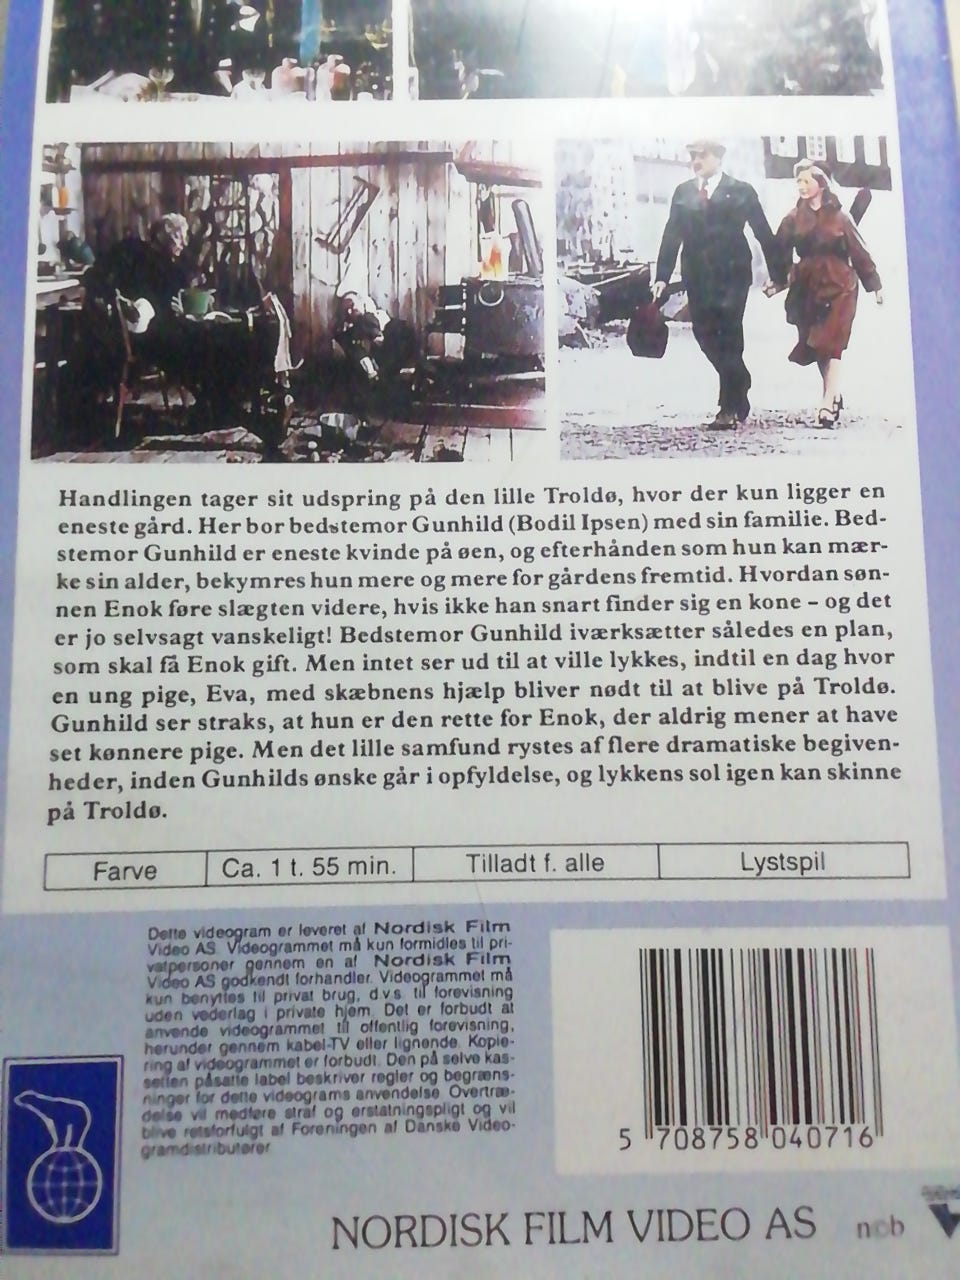 Handlingen tager sit udspring på den lille Troldø, hvor der kun ligger en
eneste gård. Her bor bedstemor Gunhild (Bodil Ipsen) med sin familie. Bed-
stemor Gunhild er eneste kvinde på øen, og efterhånden som hun kan mær-
ke sin alder, bekymres hun mere og mere for gårdens fremtid. Hvordan søn-
nen Enok føre slægten videre, hvis ikke han snart finder sig en kone – og det
er jo selvsagt vanskeligt! Bedstemor Gunhild iværksætter således en plan,
som skal få Enok gift. Men intet ser ud til at ville lykkes, indtil en dag hvor
en ung pige, Eva, med skæbnens hjælp bliver nødt til at blive på Troldø.
Gunhild ser straks, at hun er den rette for Enok, der aldrig mener at have
set kønnere pige. Men det lille samfund rystes af flere dramatiske begiven-
heder, inden Gunhilds ønske går i opfyldelse, og lykkens sol igen kan skinne
på Troldø.
Farve Ca. 1 t. 55 min. Tilladt f. alle Lystspil
Dette videogram er leveret af Nordisk Film
Video AS. Videogrammet må kun formidles til pri-
vatpersoner gennem en af Nordisk Film
Video AS godkendt forhandler. Videogrammet må
kun benyttes til privat brug, d.v.s. til forevisning
uden vederlag i private hjem. Det er forbudt at
anvende videogrammet til offentlig forevisning,
herunder gennem kabel-TV eller lignende. Kopie-
ring af videogrammet er forbudt. Den på selve kas-
setten påsatte label beskriver regler og begræns-
ninger for dette videograms anvendelse. Overtræ-
delse vil medføre straf og erstatningspligt og vil
blive retsforfulgt af Foreningen af Danske Video-
gramdistributører
5 708758 040716
NORDISK FILM VIDEO AS ncb